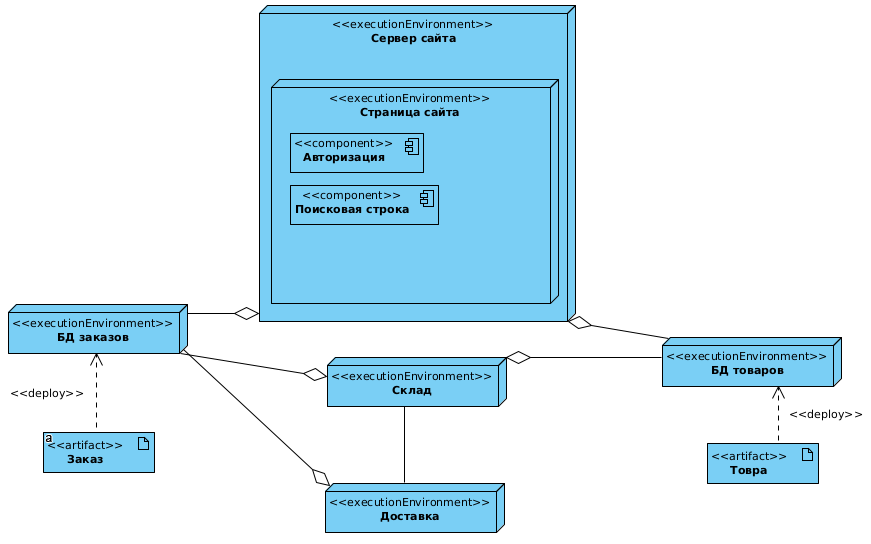 <<executionEnvironment>>
Сервер сайта
<<executionEnvironment>>
Страница сайта
<<component>>
Авторизация
<<component>>
Поисковая строка
<<executionEnvironment>>
БД заказов
<<executionEnvironment>>
БД товаров
<<executionEnvironment>>
Склад
<<deploy>>
<<deploy>>
a
<<artifact>>
Заказ
<<artifact>>
Товра
<<executionEnvironment>>
Доставка